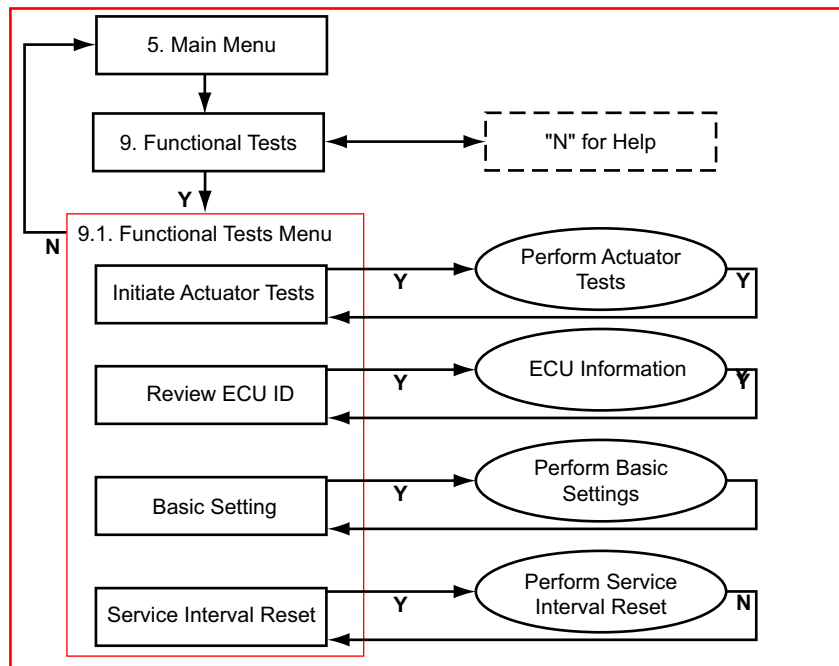 5. Main Menu
9. Functional Tests
"N" for Help
Y
N
9.1. Functional Tests Menu
Initiate Actuator Tests
Y
Perform Actuator
Tests
Y
Review ECU ID
Y
ECU Information
Y
Y
Basic Setting
Y
Perform Basic
Settings
Service Interval Reset
Y
Perform Service
Interval Reset
N